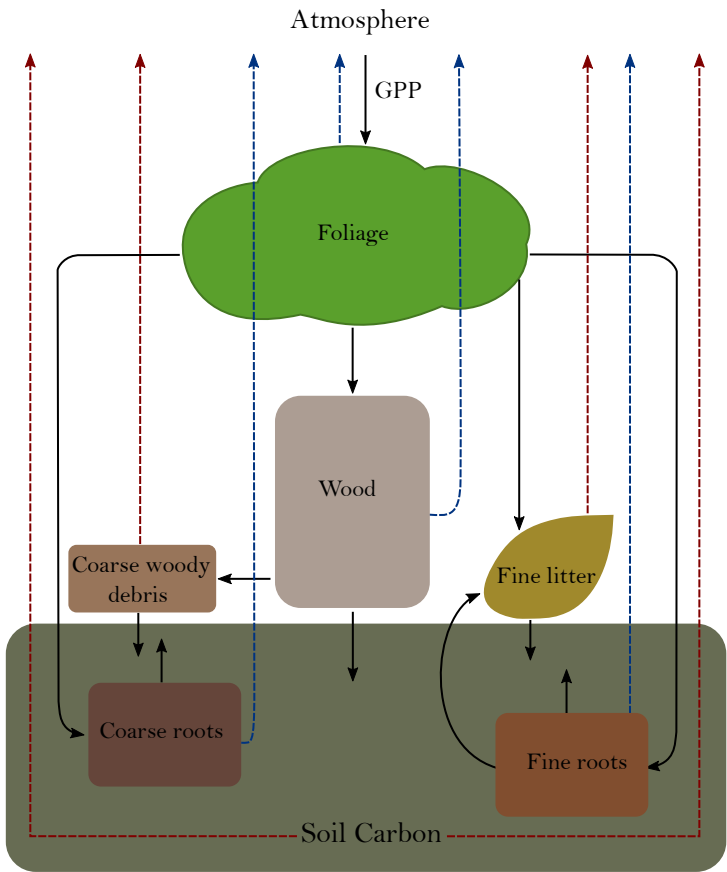 Atmosphere
GPP
Foliage
Wood
Coarse woody
debris
Fine litter
Coarse roots
Fine roots
Soil Carbon